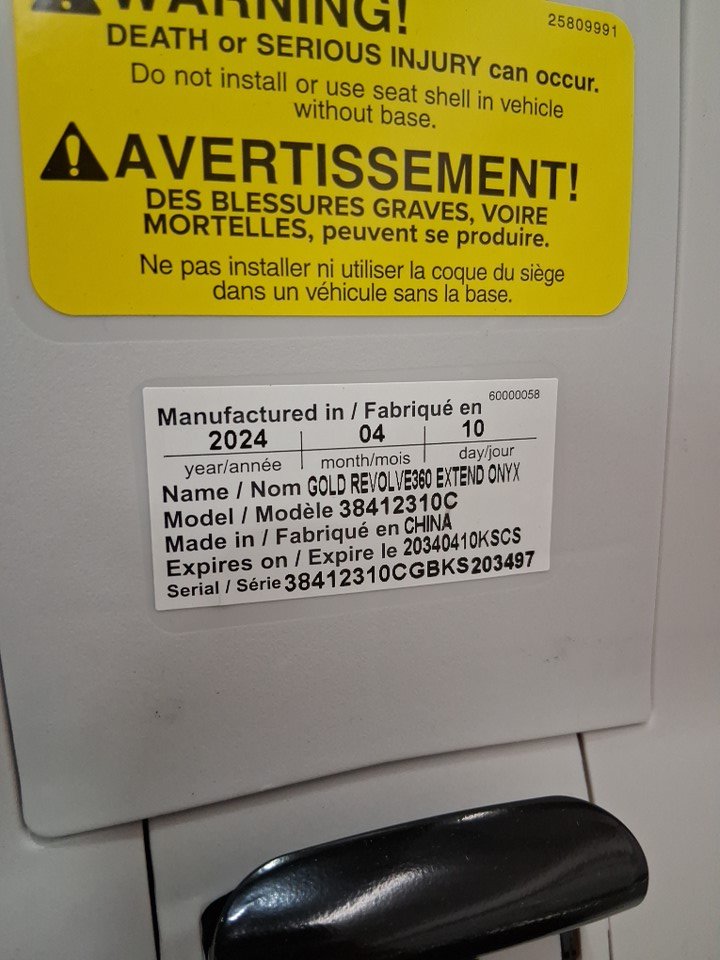 WARNING!
25809991
DEATH or SERIOUS INJURY can occur.
Do not install or use seat shell in vehicle
without base.
AVERTISSEMENT!
DES BLESSURES GRAVES, VOIRE
MORTELLES, peuvent se produire.
Ne pas installer ni utiliser la coque du siège
dans un véhicule sans la base.
60000058
Manufactured in / Fabriqué en
2024 04 10
year/année month/mois day/jour
Name / Nom GOLD REVOLVE360 EXTEND ONYX
Model / Modèle 38412310C
Made in / Fabriqué en CHINA
Expires on / Expire le 20340410KSCS
Serial / Série 38412310CGBKS203497